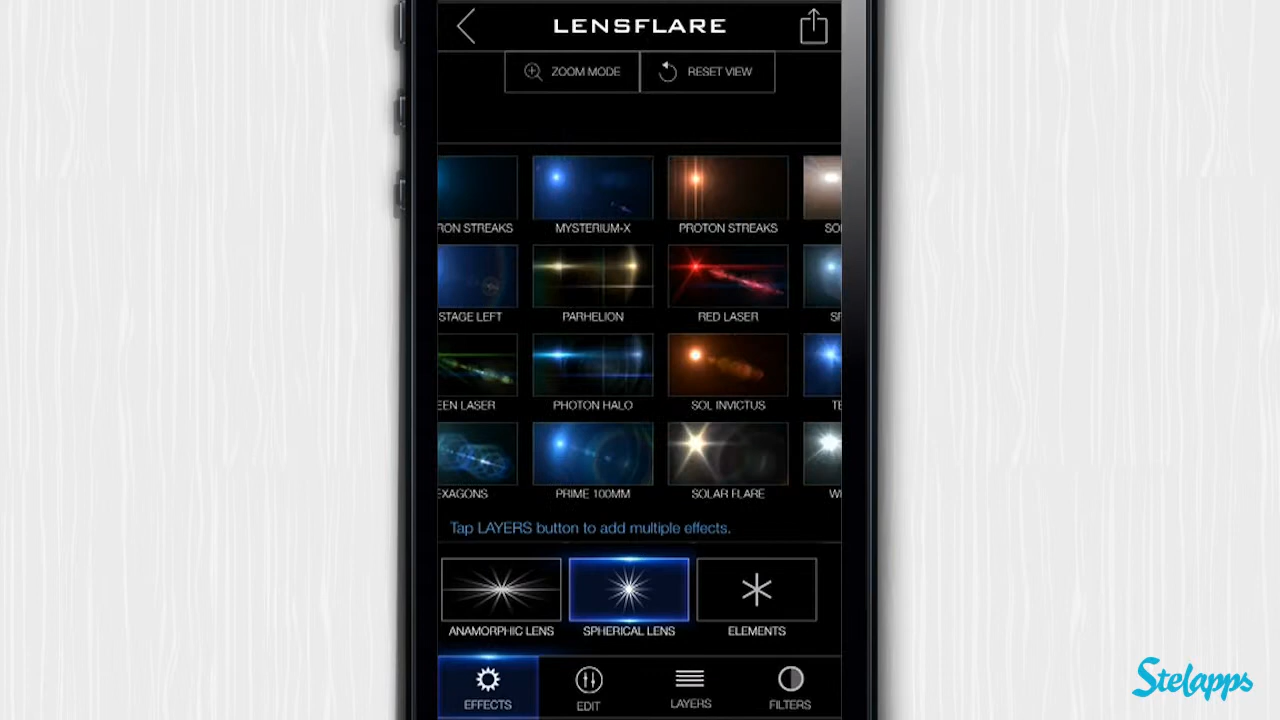 LENSFLARE
ZOOM MODE
RESET VIEW
RON STREAKS
MYSTERIUM-X
PROTON STREAKS
SO
STAGE LEFT
PARHELION
RED LASER
EEN LASER
PHOTON HALO
SOL INVICTUS
TE
EXAGONS
PRIME 100MM
SOLAR FLARE
Tap LAYERS button to add multiple effects.
ANAMORPHIC LENS
SPHERICAL LENS
ELEMENTS
EFFECTS
EDIT
LAYERS
FILTERS
Stelapps